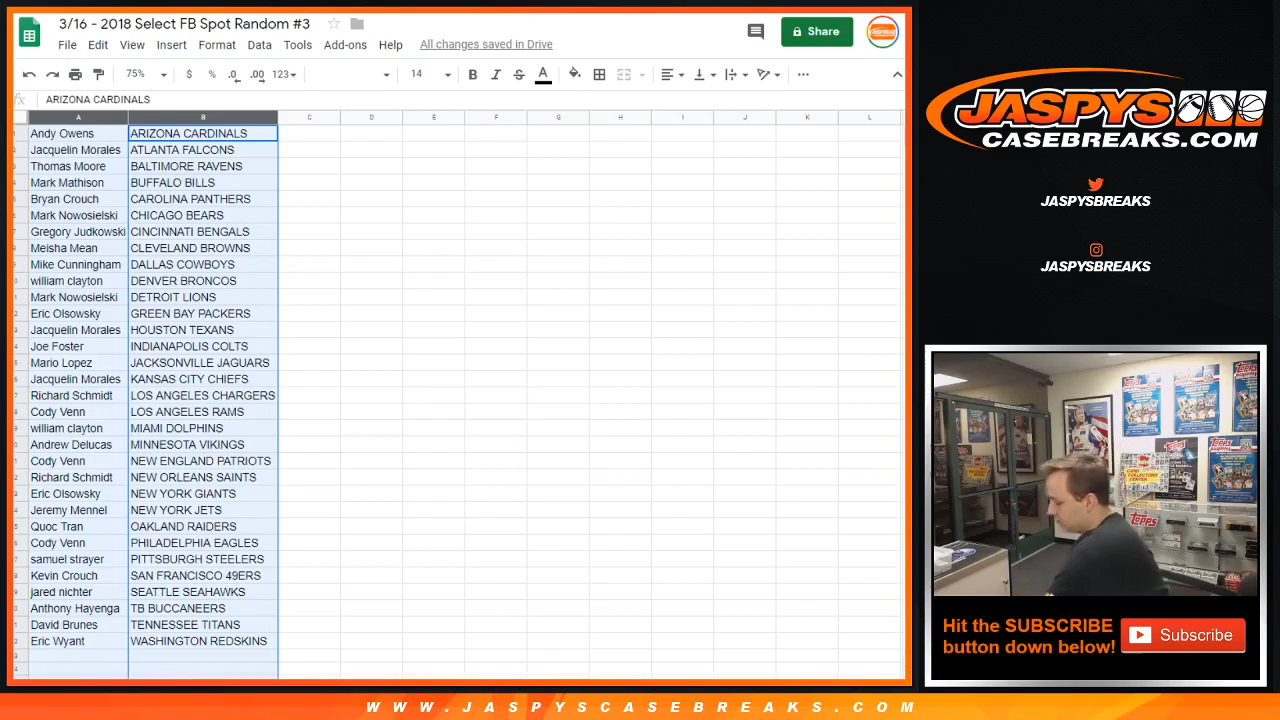 3/16 - 2018 Select FB Spot Random #3
File Edit View Insert Format Data Tools Add-ons Help All changes saved in Drive
Share
75% $ % .0 .00 123 14 B I S A
fx ARIZONA CARDINALS
A B C D E F G H I J K L
Andy Owens ARIZONA CARDINALS
Jacquelin Morales ATLANTA FALCONS
Thomas Moore BALTIMORE RAVENS
Mark Mathison BUFFALO BILLS
Bryan Crouch CAROLINA PANTHERS
Mark Nowosielski CHICAGO BEARS
Gregory Judkowski CINCINNATI BENGALS
Meisha Mean CLEVELAND BROWNS
Mike Cunningham DALLAS COWBOYS
william clayton DENVER BRONCOS
Mark Nowosielski DETROIT LIONS
Eric Olsowsky GREEN BAY PACKERS
Jacquelin Morales HOUSTON TEXANS
Joe Foster INDIANAPOLIS COLTS
Mario Lopez JACKSONVILLE JAGUARS
Jacquelin Morales KANSAS CITY CHIEFS
Richard Schmidt LOS ANGELES CHARGERS
Cody Venn LOS ANGELES RAMS
william clayton MIAMI DOLPHINS
Andrew Delucas MINNESOTA VIKINGS
Cody Venn NEW ENGLAND PATRIOTS
Richard Schmidt NEW ORLEANS SAINTS
Eric Olsowsky NEW YORK GIANTS
Jeremy Mennel NEW YORK JETS
Quoc Tran OAKLAND RAIDERS
Cody Venn PHILADELPHIA EAGLES
samuel strayer PITTSBURGH STEELERS
Kevin Crouch SAN FRANCISCO 49ERS
jared nichter SEATTLE SEAHAWKS
Anthony Hayenga TB BUCCANEERS
David Brunes TENNESSEE TITANS
Eric Wyant WASHINGTON REDSKINS
JASPYS
CASEBREAKS.COM
JASPYSBREAKS
JASPYSBREAKS
topps
Hit the SUBSCRIBE
button down below!
Subscribe
WWW.JASPYSCASEBREAKS.COM